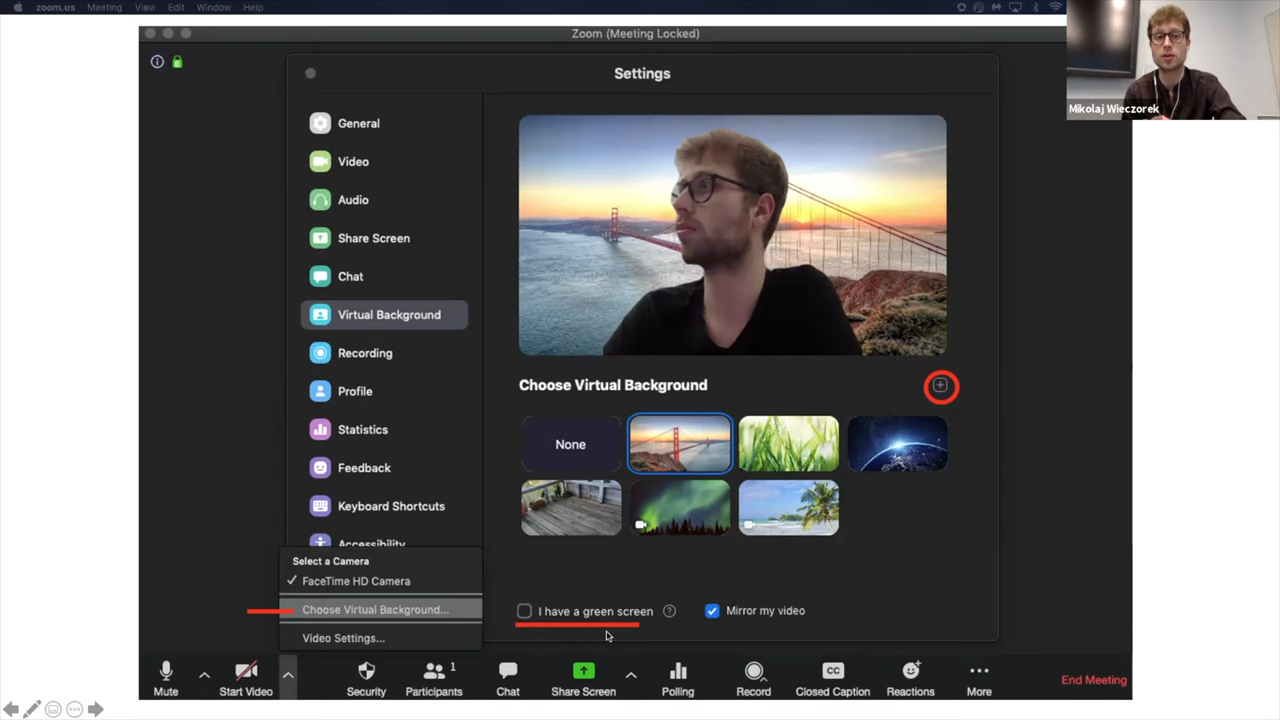 zoom.us Meeting View Edit Window Help
Zoom (Meeting Locked)
Settings
General
Video
Audio
Share Screen
Chat
Virtual Background
Recording
Profile
Statistics
Feedback
Keyboard Shortcuts
Accessibility
Choose Virtual Background
None
I have a green screen
Mirror my video
Select a Camera
FaceTime HD Camera
Choose Virtual Background...
Video Settings...
Mute
Start Video
Security
Participants
1
Chat
Share Screen
Polling
Record
CC
Closed Caption
Reactions
More
End Meeting
Mikolaj Wieczorek